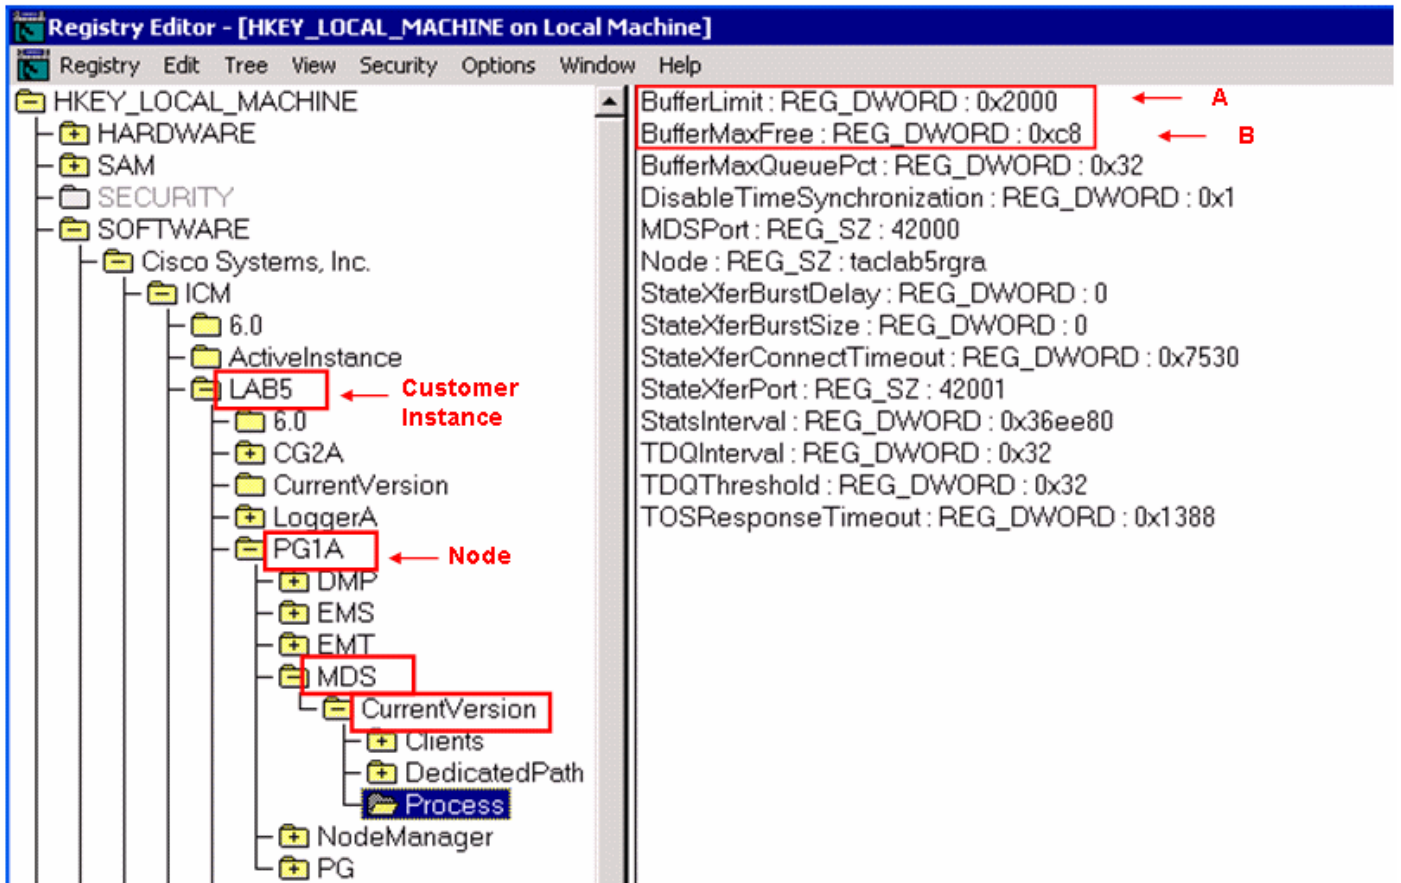 Registry Editor - [HKEY_LOCAL_MACHINE on Local Machine]
Registry Edit Tree View Security Options Window Help
HKEY_LOCAL_MACHINE
HARDWARE
SAM
SECURITY
SOFTWARE
Cisco Systems, Inc.
ICM
6.0
ActiveInstance
LAB5
Customer
Instance
6.0
CG2A
CurrentVersion
LoggerA
PG1A
Node
DMP
EMS
EMT
MDS
CurrentVersion
Clients
DedicatedPath
Process
NodeManager
PG
BufferLimit : REG_DWORD : 0x2000
A
BufferMaxFree : REG_DWORD : 0xc8
B
BufferMaxQueuePct : REG_DWORD : 0x32
DisableTimeSynchronization : REG_DWORD : 0x1
MDSPort : REG_SZ : 42000
Node : REG_SZ : taclab5rgra
StateXferBurstDelay : REG_DWORD : 0
StateXferBurstSize : REG_DWORD : 0
StateXferConnectTimeout : REG_DWORD : 0x7530
StateXferPort : REG_SZ : 42001
StatsInterval : REG_DWORD : 0x36ee80
TDQInterval : REG_DWORD : 0x32
TDQThreshold : REG_DWORD : 0x32
TOSResponseTimeout : REG_DWORD : 0x1388